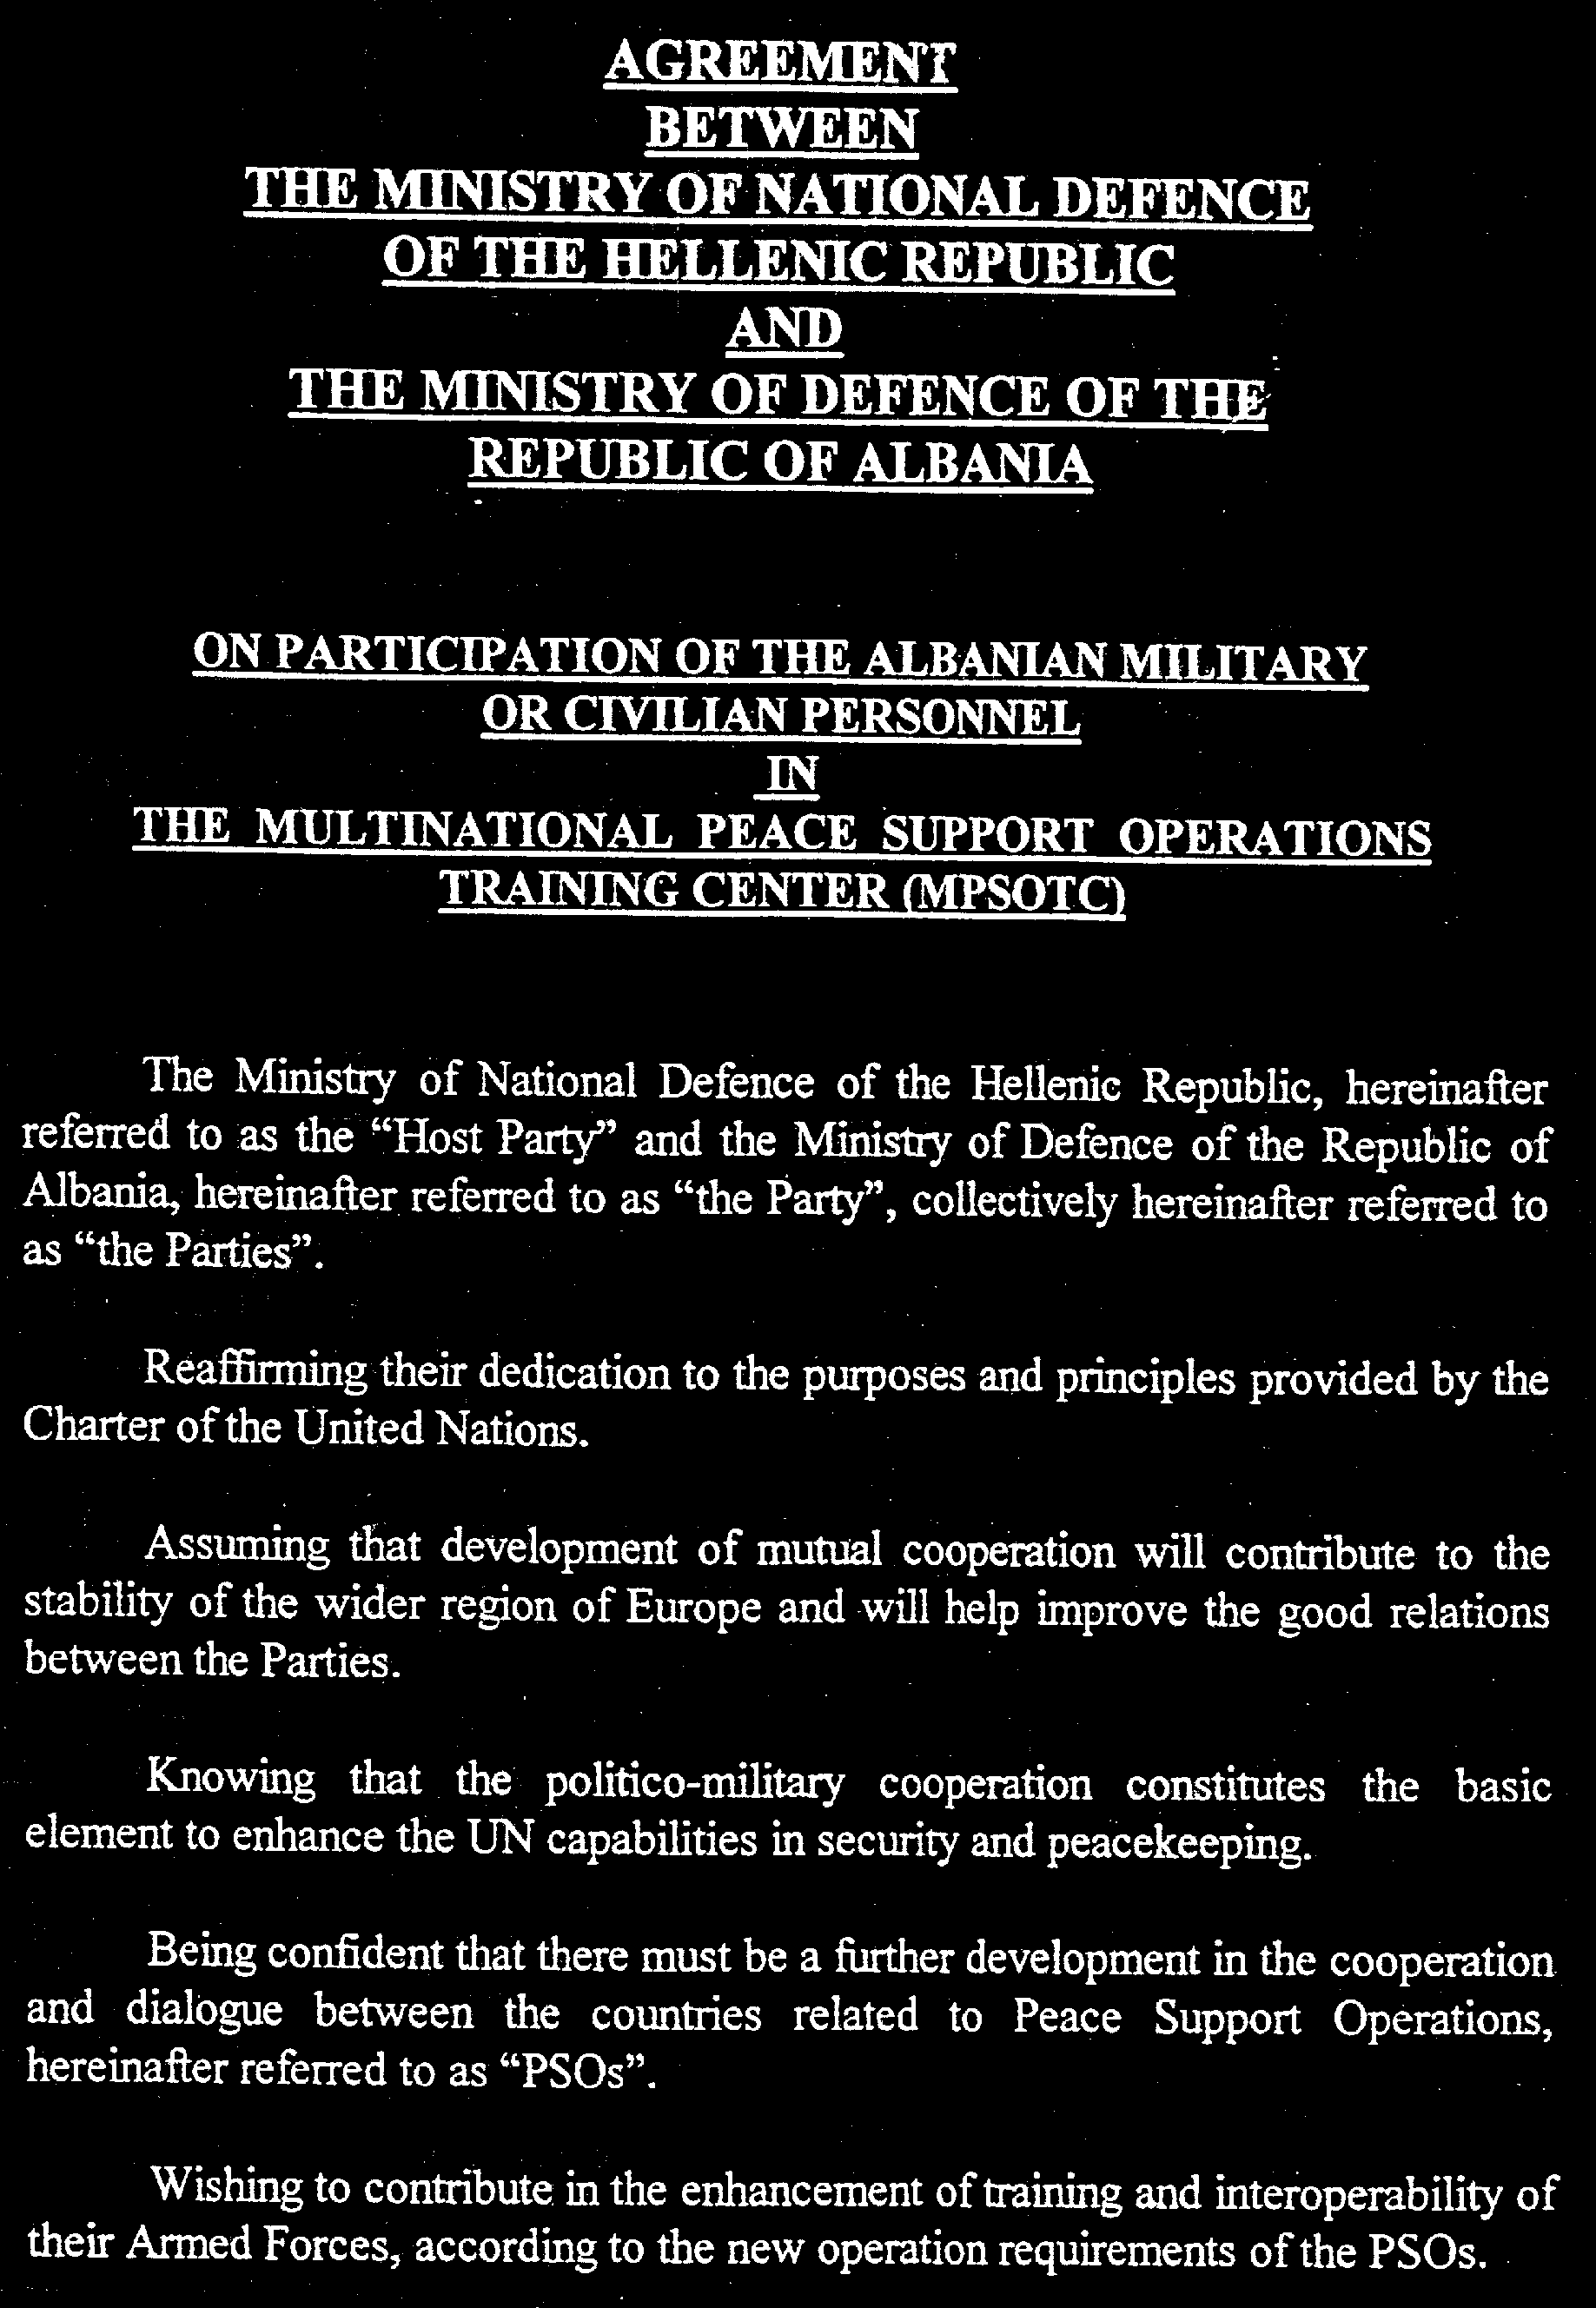 AGREEMENT
BETWEEN
THE MINISTRY OF NATIONAL DEFENCE
OF THE HELLENIC REPUBLIC
AND
THE MINISTRY OF DEFENCE OF THE
REPUBLIC OF ALBANIA
ON PARTICIPATION OF THE ALBANIAN MILITARY
OR CIVILIAN PERSONNEL
IN
THE MULTINATIONAL PEACE SUPPORT OPERATIONS
TRAINING CENTER (MPSOTC)
The Ministry of National Defence of the Hellenic Republic, hereinafter
referred to as the “Host Party” and the Ministry of Defence of the Republic of
Albania, hereinafter referred to as “the Party”, collectively hereinafter referred to
as “the Parties”.
Reaffirming their dedication to the purposes and principles provided by the
Charter of the United Nations.
Assuming that development of mutual cooperation will contribute to the
stability of the wider region of Europe and will help improve the good relations
between the Parties.
Knowing that the politico-military cooperation constitutes the basic
element to enhance the UN capabilities in security and peacekeeping.
Being confident that there must be a further development in the cooperation
and dialogue between the countries related to Peace Support Operations,
hereinafter referred to as “PSOs”.
Wishing to contribute in the enhancement of training and interoperability of
their Armed Forces, according to the new operation requirements of the PSOs.